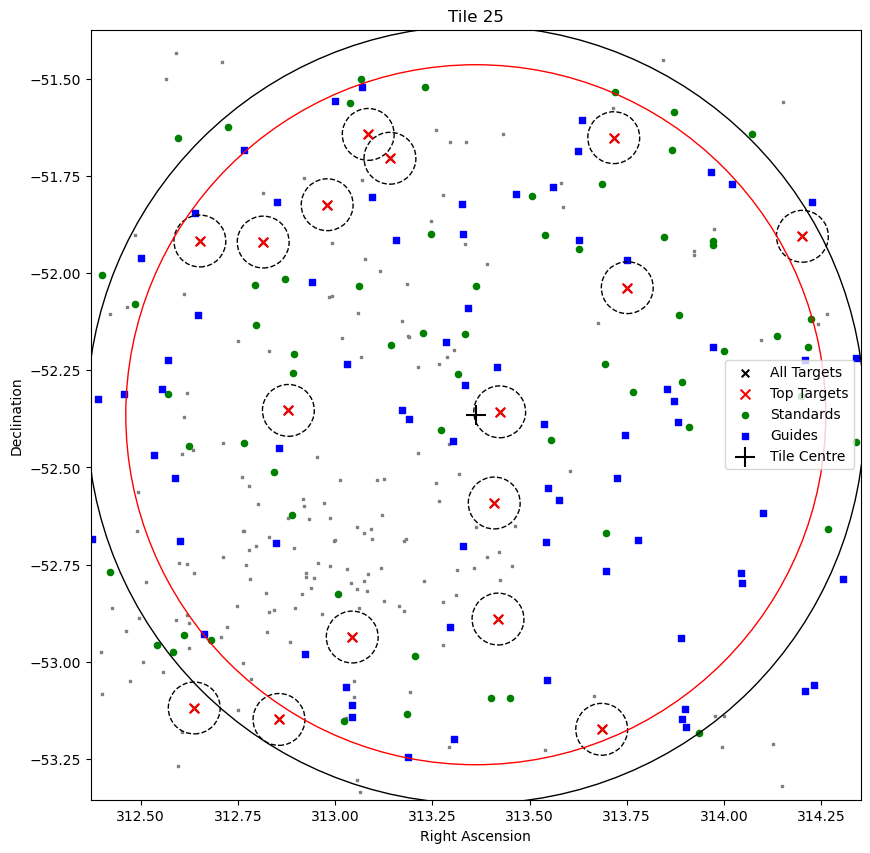 Tile 25
−51.50
−51.75
−52.00
−52.25
−52.50
−52.75
−53.00
−53.25
Declination
All Targets
Top Targets
Standards
Guides
Tile Centre
312.50 312.75 313.00 313.25 313.50 313.75 314.00 314.25
Right Ascension